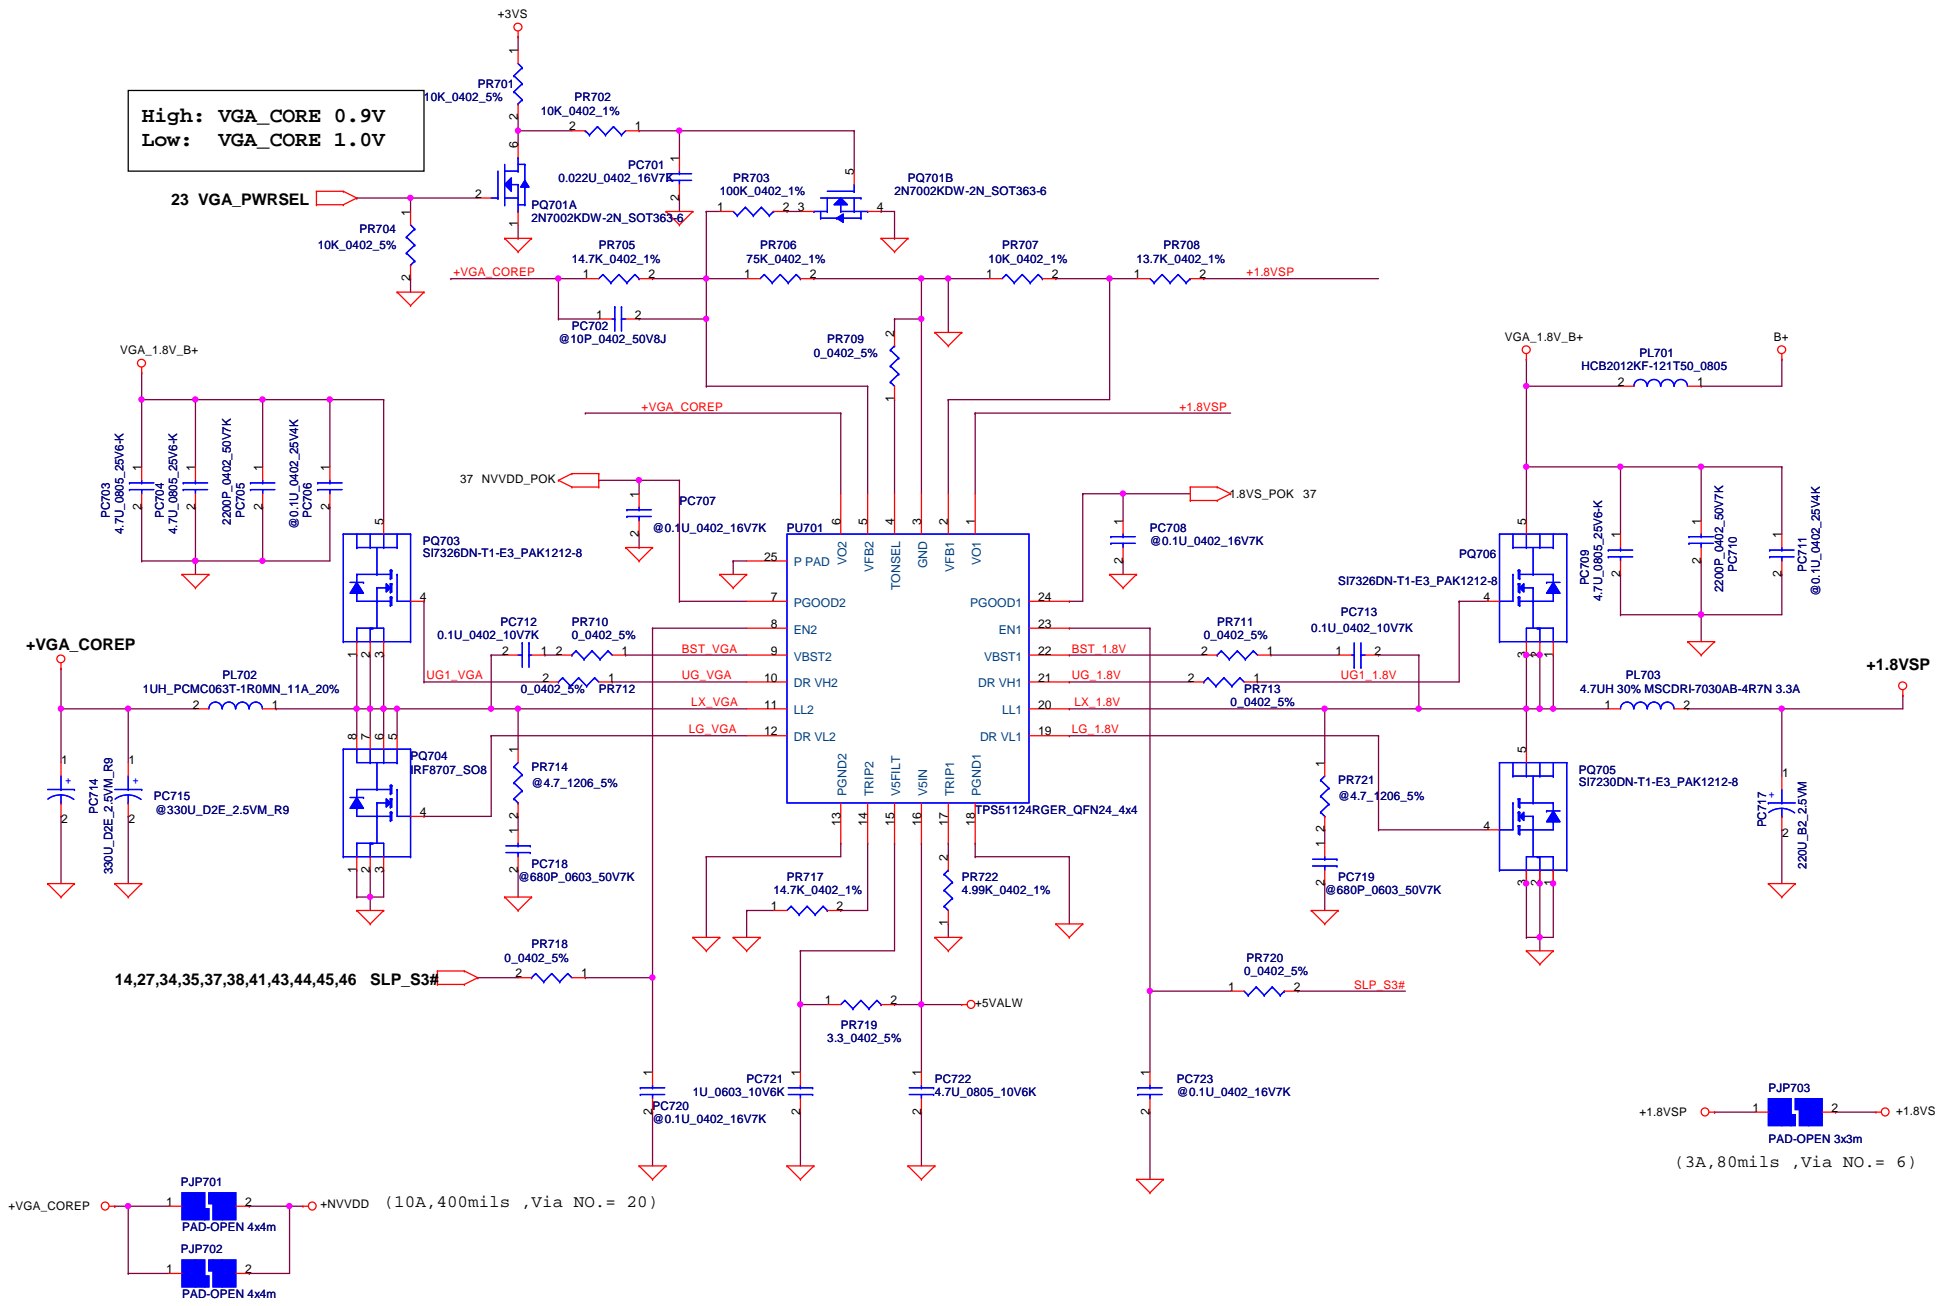 +3VS
PR701
10K_0402_5%
PR702
10K_0402_1%
High: VGA_CORE 0.9V
Low: VGA_CORE 1.0V
PC701
0.022U_0402_16V7K
PR703
100K_0402_1%
PQ701B
2N7002KDW-2N_SOT363-6
23 VGA_PWRSEL
PQ701A
2N7002KDW-2N_SOT363-6
PR704
10K_0402_5%
PR705
14.7K_0402_1%
PR706
75K_0402_1%
PR707
10K_0402_1%
PR708
13.7K_0402_1%
+VGA_COREP
+1.8VSP
PC702
@10P_0402_50V8J
PR709
0_0402_5%
VGA_1.8V_B+
VGA_1.8V_B+
B+
PL701
HCB2012KF-121T50_0805
+VGA_COREP
+1.8VSP
PC703
4.7U_0805_25V6-K
PC704
4.7U_0805_25V6-K
2200P_0402_50V7K
PC705
@0.1U_0402_25V4K
PC706
37 NVVDD_POK
PC707
@0.1U_0402_16V7K
1.8VS_POK 37
PC708
@0.1U_0402_16V7K
PU701
VO2
VFB2
TONSEL
GND
VFB1
VO1
PQ703
SI7326DN-T1-E3_PAK1212-8
PQ706
SI7326DN-T1-E3_PAK1212-8
PC709
4.7U_0805_25V6-K
2200P_0402_50V7K
PC710
PC711
@0.1U_0402_25V4K
25 P PAD
7 PGOOD2
PGOOD1 24
8 EN2
EN1 23
9 VBST2
VBST1 22
10 DR VH2
DR VH1 21
11 LL2
LL1 20
12 DR VL2
DR VL1 19
PC712
0.1U_0402_10V7K
PR710
0_0402_5%
BST_VGA
UG1_VGA
0_0402_5%
PR712
UG_VGA
LX_VGA
LG_VGA
BST_1.8V
UG_1.8V
LX_1.8V
LG_1.8V
PR711
0_0402_5%
PC713
0.1U_0402_10V7K
UG1_1.8V
PR713
0_0402_5%
+VGA_COREP
PL702
1UH_PCMC063T-1R0MN_11A_20%
PL703
4.7UH 30% MSCDRI-7030AB-4R7N 3.3A
+1.8VSP
PQ704
IRF8707_SO8
PR714
@4.7_1206_5%
PC714
330U_D2E_2.5VM_R9
PC715
@330U_D2E_2.5VM_R9
PC718
@680P_0603_50V7K
PGND2
TRIP2
V5FILT
V5IN
TRIP1
PGND1
TPS51124RGER_QFN24_4x4
PR721
@4.7_1206_5%
PC719
@680P_0603_50V7K
PQ705
SI7230DN-T1-E3_PAK1212-8
PC717
220U_B2_2.5VM
PR717
14.7K_0402_1%
PR722
4.99K_0402_1%
14,27,34,35,37,38,41,43,44,45,46 SLP_S3#
PR718
0_0402_5%
PR720
0_0402_5%
SLP_S3#
PR719
3.3_0402_5%
+5VALW
PC720
@0.1U_0402_16V7K
PC721
1U_0603_10V6K
PC722
4.7U_0805_10V6K
PC723
@0.1U_0402_16V7K
PJP703
+1.8VSP
+1.8VS
PAD-OPEN 3x3m
(3A,80mils ,Via NO.= 6)
PJP701
+VGA_COREP
+NVVDD
(10A,400mils ,Via NO.= 20)
PAD-OPEN 4x4m
PJP702
PAD-OPEN 4x4m